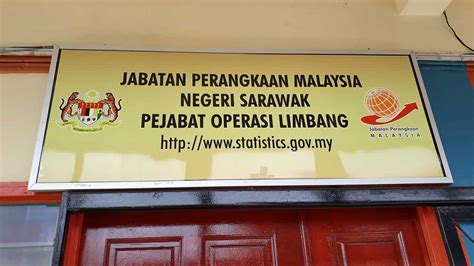 JABATAN PERANGKAAN MALAYSIA
NEGERI SARAWAK
PEJABAT OPERASI LIMBANG
http://www.statistics.gov.my
Jabatan Perangkaan
MALAYSIA